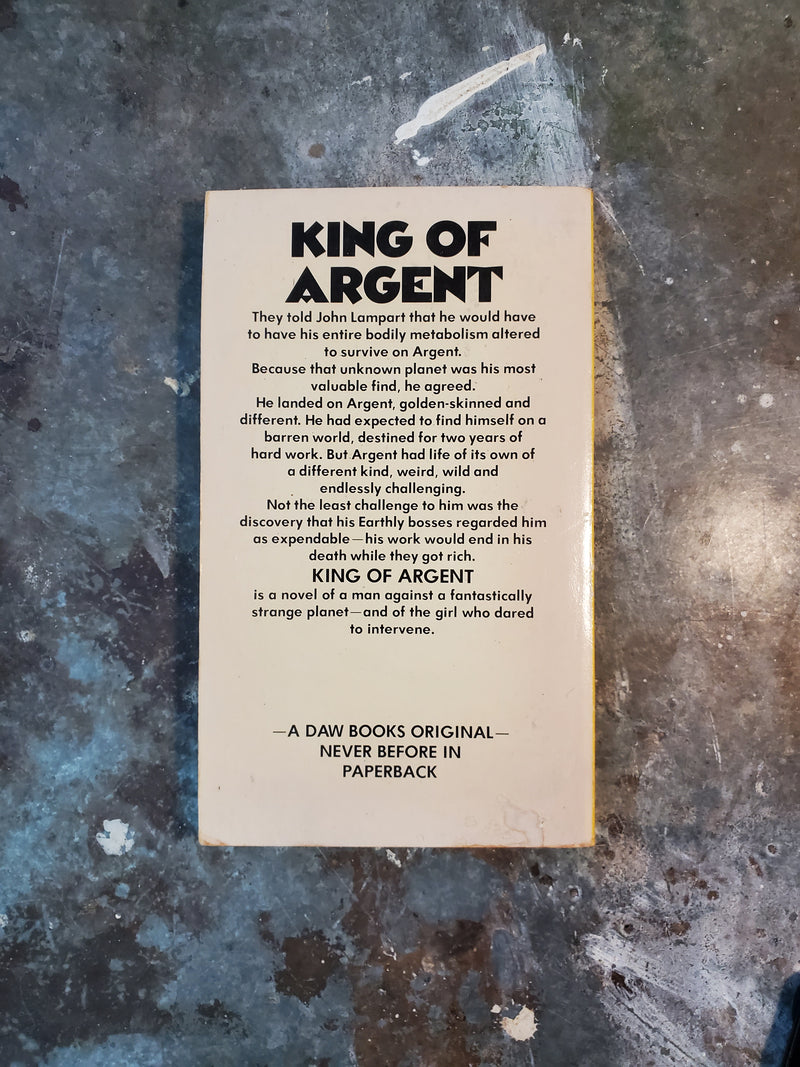 KING OF
ARGENT
They told John Lampart that he would have
to have his entire bodily metabolism altered
to survive on Argent.
Because that unknown planet was his most
valuable find, he agreed.
He landed on Argent, golden-skinned and
different. He had expected to find himself on a
barren world, destined for two years of
hard work. But Argent had life of its own of
a different kind, weird, wild and
endlessly challenging.
Not the least challenge to him was the
discovery that his Earthly bosses regarded him
as expendable—his work would end in his
death while they got rich.
KING OF ARGENT
is a novel of a man against a fantastically
strange planet—and of the girl who dared
to intervene.
—A DAW BOOKS ORIGINAL—
NEVER BEFORE IN
PAPERBACK